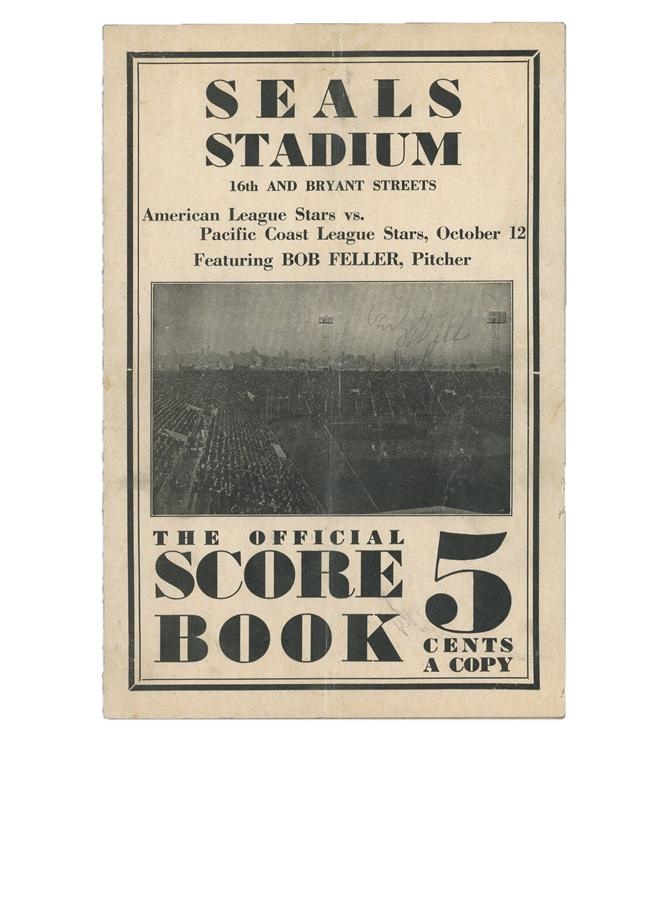 SEALS
STADIUM
16th AND BRYANT STREETS
American League Stars vs.
Pacific Coast League Stars, October 12
Featuring BOB FELLER, Pitcher
THE OFFICIAL
SCORE
BOOK
5
CENTS
A COPY